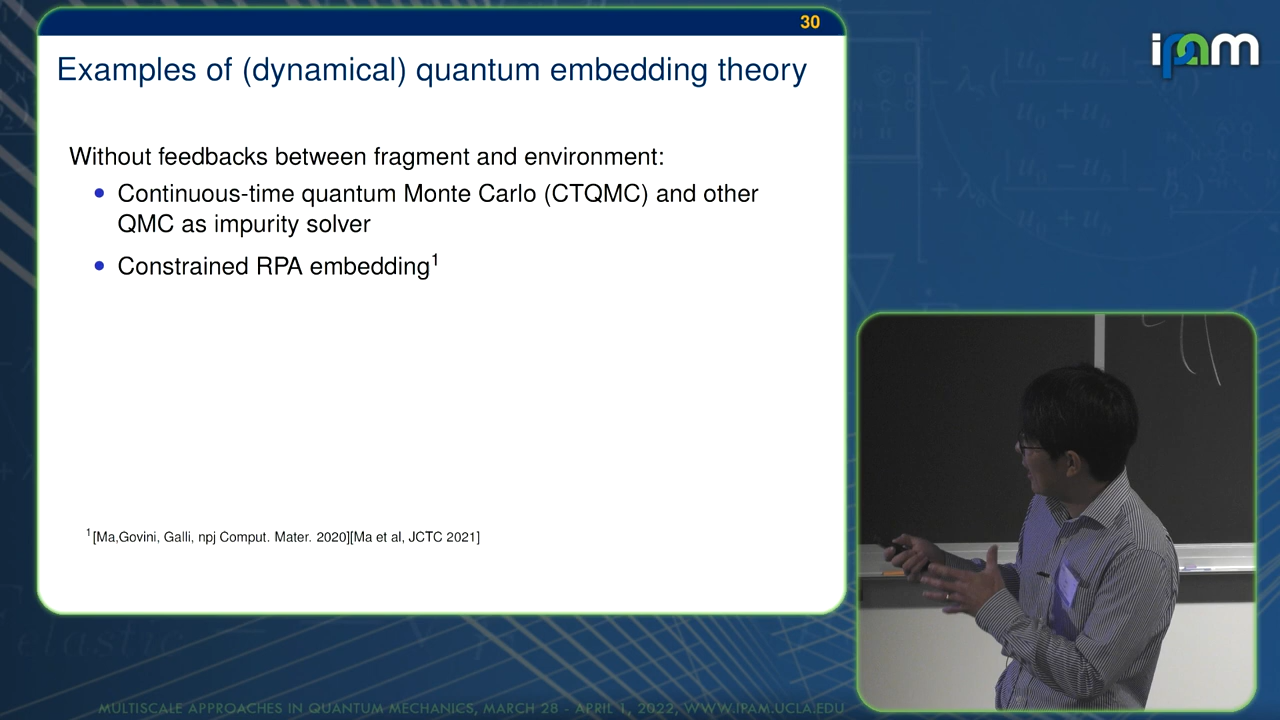 30
ipam
Examples of (dynamical) quantum embedding theory
Without feedbacks between fragment and environment:
• Continuous-time quantum Monte Carlo (CTQMC) and other
QMC as impurity solver
• Constrained RPA embedding1
1[Ma,Govini, Galli, npj Comput. Mater. 2020][Ma et al, JCTC 2021]
elastic
MULTISCALE APPROACHES IN QUANTUM MECHANICS, MARCH 28 - APRIL 1, 2022, WWW.IPAM.UCLA.EDU